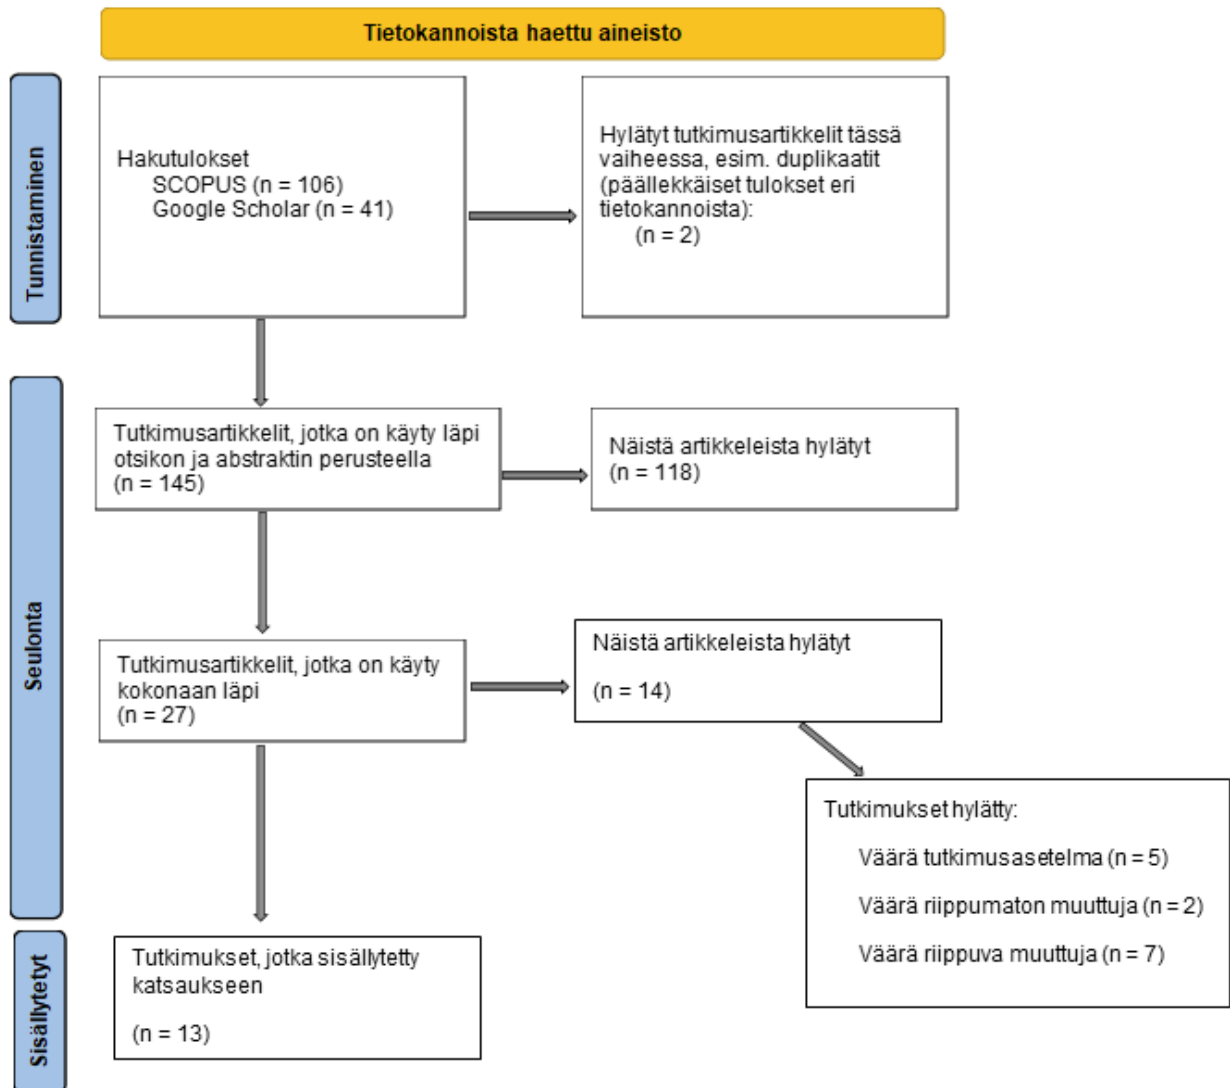 Tietokannoista haettu aineisto
Tunnistaminen
Hakutulokset
SCOPUS (n = 106)
Google Scholar (n = 41)
Hylätyt tutkimusartikkelit tässä
vaiheessa, esim. duplikaatit
(päällekkäiset tulokset eri
tietokannoista):
(n = 2)
Seulonta
Tutkimusartikkelit, jotka on käyty läpi
otsikon ja abstraktin perusteella
(n = 145)
Näistä artikkeleista hylätyt
(n = 118)
Tutkimusartikkelit, jotka on käyty
kokonaan läpi
(n = 27)
Näistä artikkeleista hylätyt
(n = 14)
Tutkimukset hylätty:
Väärä tutkimusasetelma (n = 5)
Väärä riippumaton muuttuja (n = 2)
Väärä riippuva muuttuja (n = 7)
Sisällytetyt
Tutkimukset, jotka sisällytetty
katsaukseen
(n = 13)